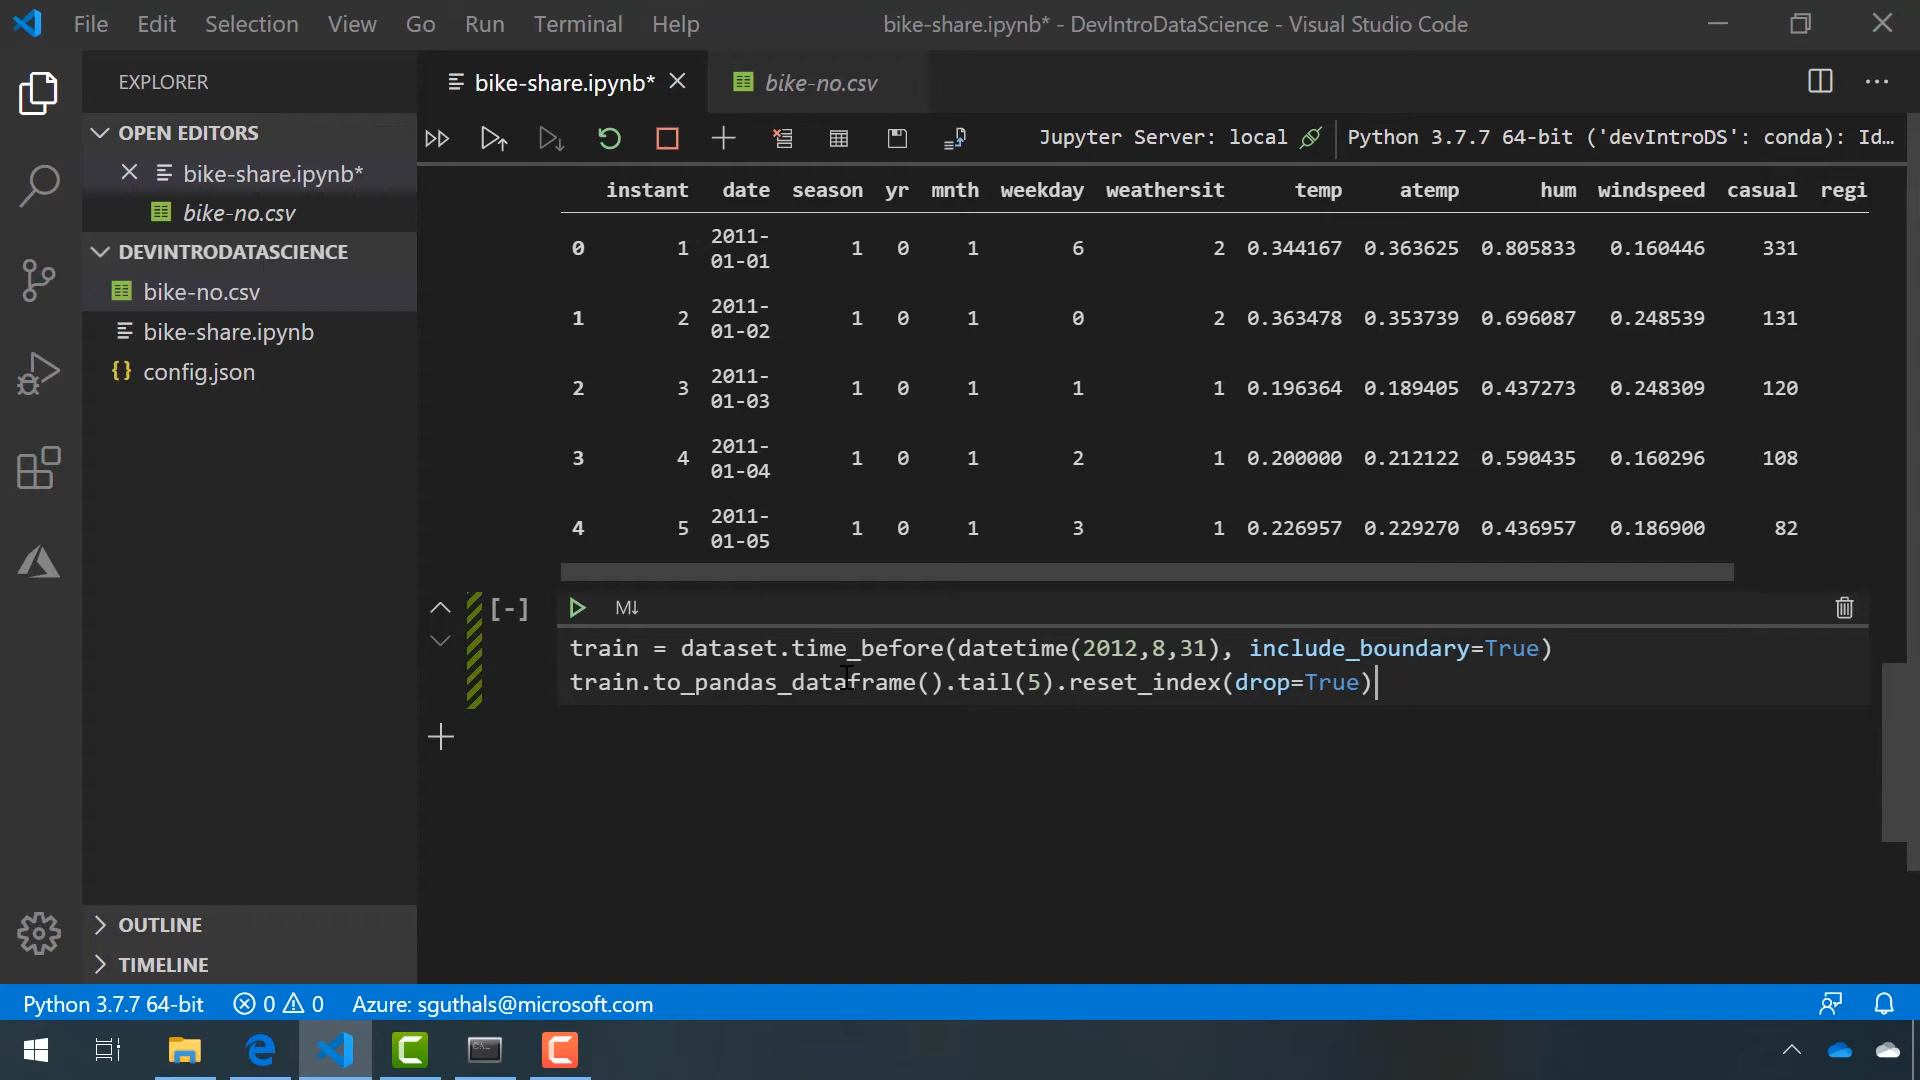 File Edit Selection View Go Run Terminal Help bike-share.ipynb* - DevIntroDataScience - Visual Studio Code
EXPLORER
bike-share.ipynb*
bike-no.csv
OPEN EDITORS
bike-share.ipynb*
bike-no.csv
DEVINTRODATASCIENCE
bike-no.csv
bike-share.ipynb
config.json
OUTLINE
TIMELINE
Jupyter Server: local Python 3.7.7 64-bit ('devIntroDS': conda): Id...
instant date season yr mnth weekday weathersit temp atemp hum windspeed casual regi
0 1 2011-01-01 1 0 1 6 2 0.344167 0.363625 0.805833 0.160446 331
1 2 2011-01-02 1 0 1 0 2 0.363478 0.353739 0.696087 0.248539 131
2 3 2011-01-03 1 0 1 1 1 0.196364 0.189405 0.437273 0.248309 120
3 4 2011-01-04 1 0 1 2 1 0.200000 0.212122 0.590435 0.160296 108
4 5 2011-01-05 1 0 1 3 1 0.226957 0.229270 0.436957 0.186900 82
[-] M↓
train = dataset.time_before(datetime(2012,8,31), include_boundary=True)
train.to_pandas_dataframe().tail(5).reset_index(drop=True)
Python 3.7.7 64-bit 0 0 Azure: sguthals@microsoft.com